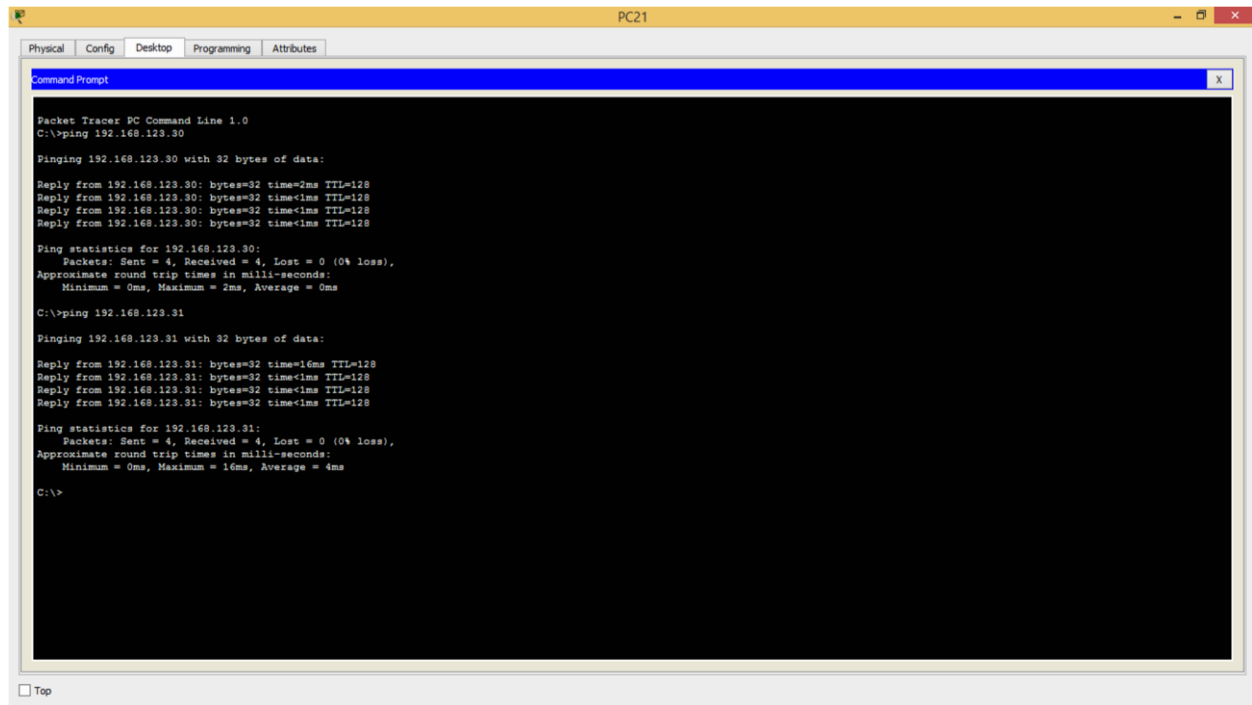 PC21
Physical Config Desktop Programming Attributes
Command Prompt
X
Packet Tracer PC Command Line 1.0
C:\>ping 192.168.123.30
Pinging 192.168.123.30 with 32 bytes of data:
Reply from 192.168.123.30: bytes=32 time=2ms TTL=128
Reply from 192.168.123.30: bytes=32 time<1ms TTL=128
Reply from 192.168.123.30: bytes=32 time<1ms TTL=128
Reply from 192.168.123.30: bytes=32 time<1ms TTL=128
Ping statistics for 192.168.123.30:
Packets: Sent = 4, Received = 4, Lost = 0 (0% loss),
Approximate round trip times in milli-seconds:
Minimum = 0ms, Maximum = 2ms, Average = 0ms
C:\>ping 192.168.123.31
Pinging 192.168.123.31 with 32 bytes of data:
Reply from 192.168.123.31: bytes=32 time=16ms TTL=128
Reply from 192.168.123.31: bytes=32 time<1ms TTL=128
Reply from 192.168.123.31: bytes=32 time<1ms TTL=128
Reply from 192.168.123.31: bytes=32 time<1ms TTL=128
Ping statistics for 192.168.123.31:
Packets: Sent = 4, Received = 4, Lost = 0 (0% loss),
Approximate round trip times in milli-seconds:
Minimum = 0ms, Maximum = 16ms, Average = 4ms
C:\>
Top